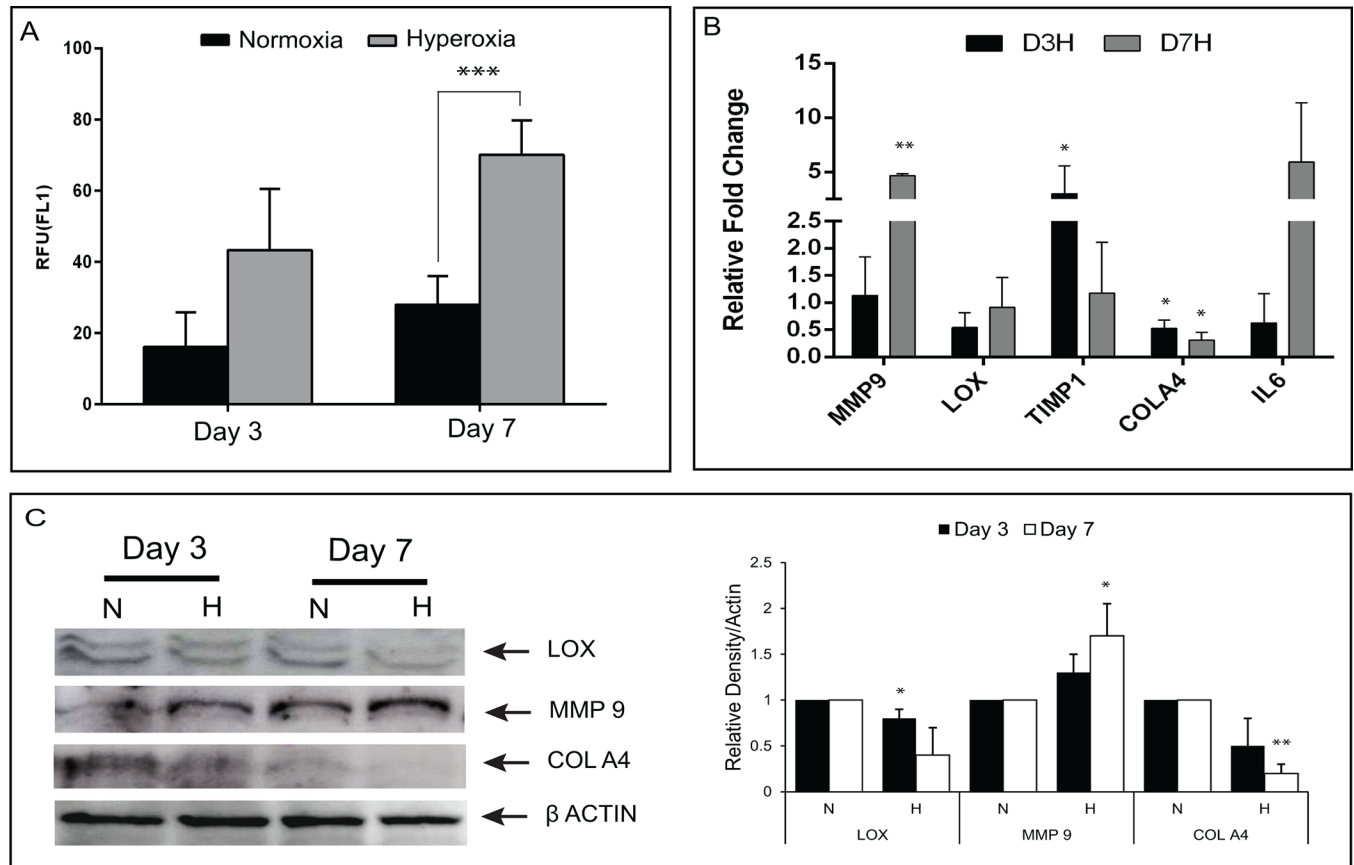 A
Normoxia Hyperoxia
***
100
80
60
40
20
0
RFU(FL1)
Day 3 Day 7
B
D3H D7H
15
10
5
2.5
2.0
1.5
1.0
0.5
0.0
Relative Fold Change
** * * *
MMP9 LOX TIMP1 COLA4 IL6
C
Day 3 Day 7
N H N H
LOX
MMP 9
COL A4
β ACTIN
Day 3 Day 7
2.5
2
1.5
1
0.5
0
Relative Density/Actin
* * **
N H N H N H
LOX MMP 9 COL A4